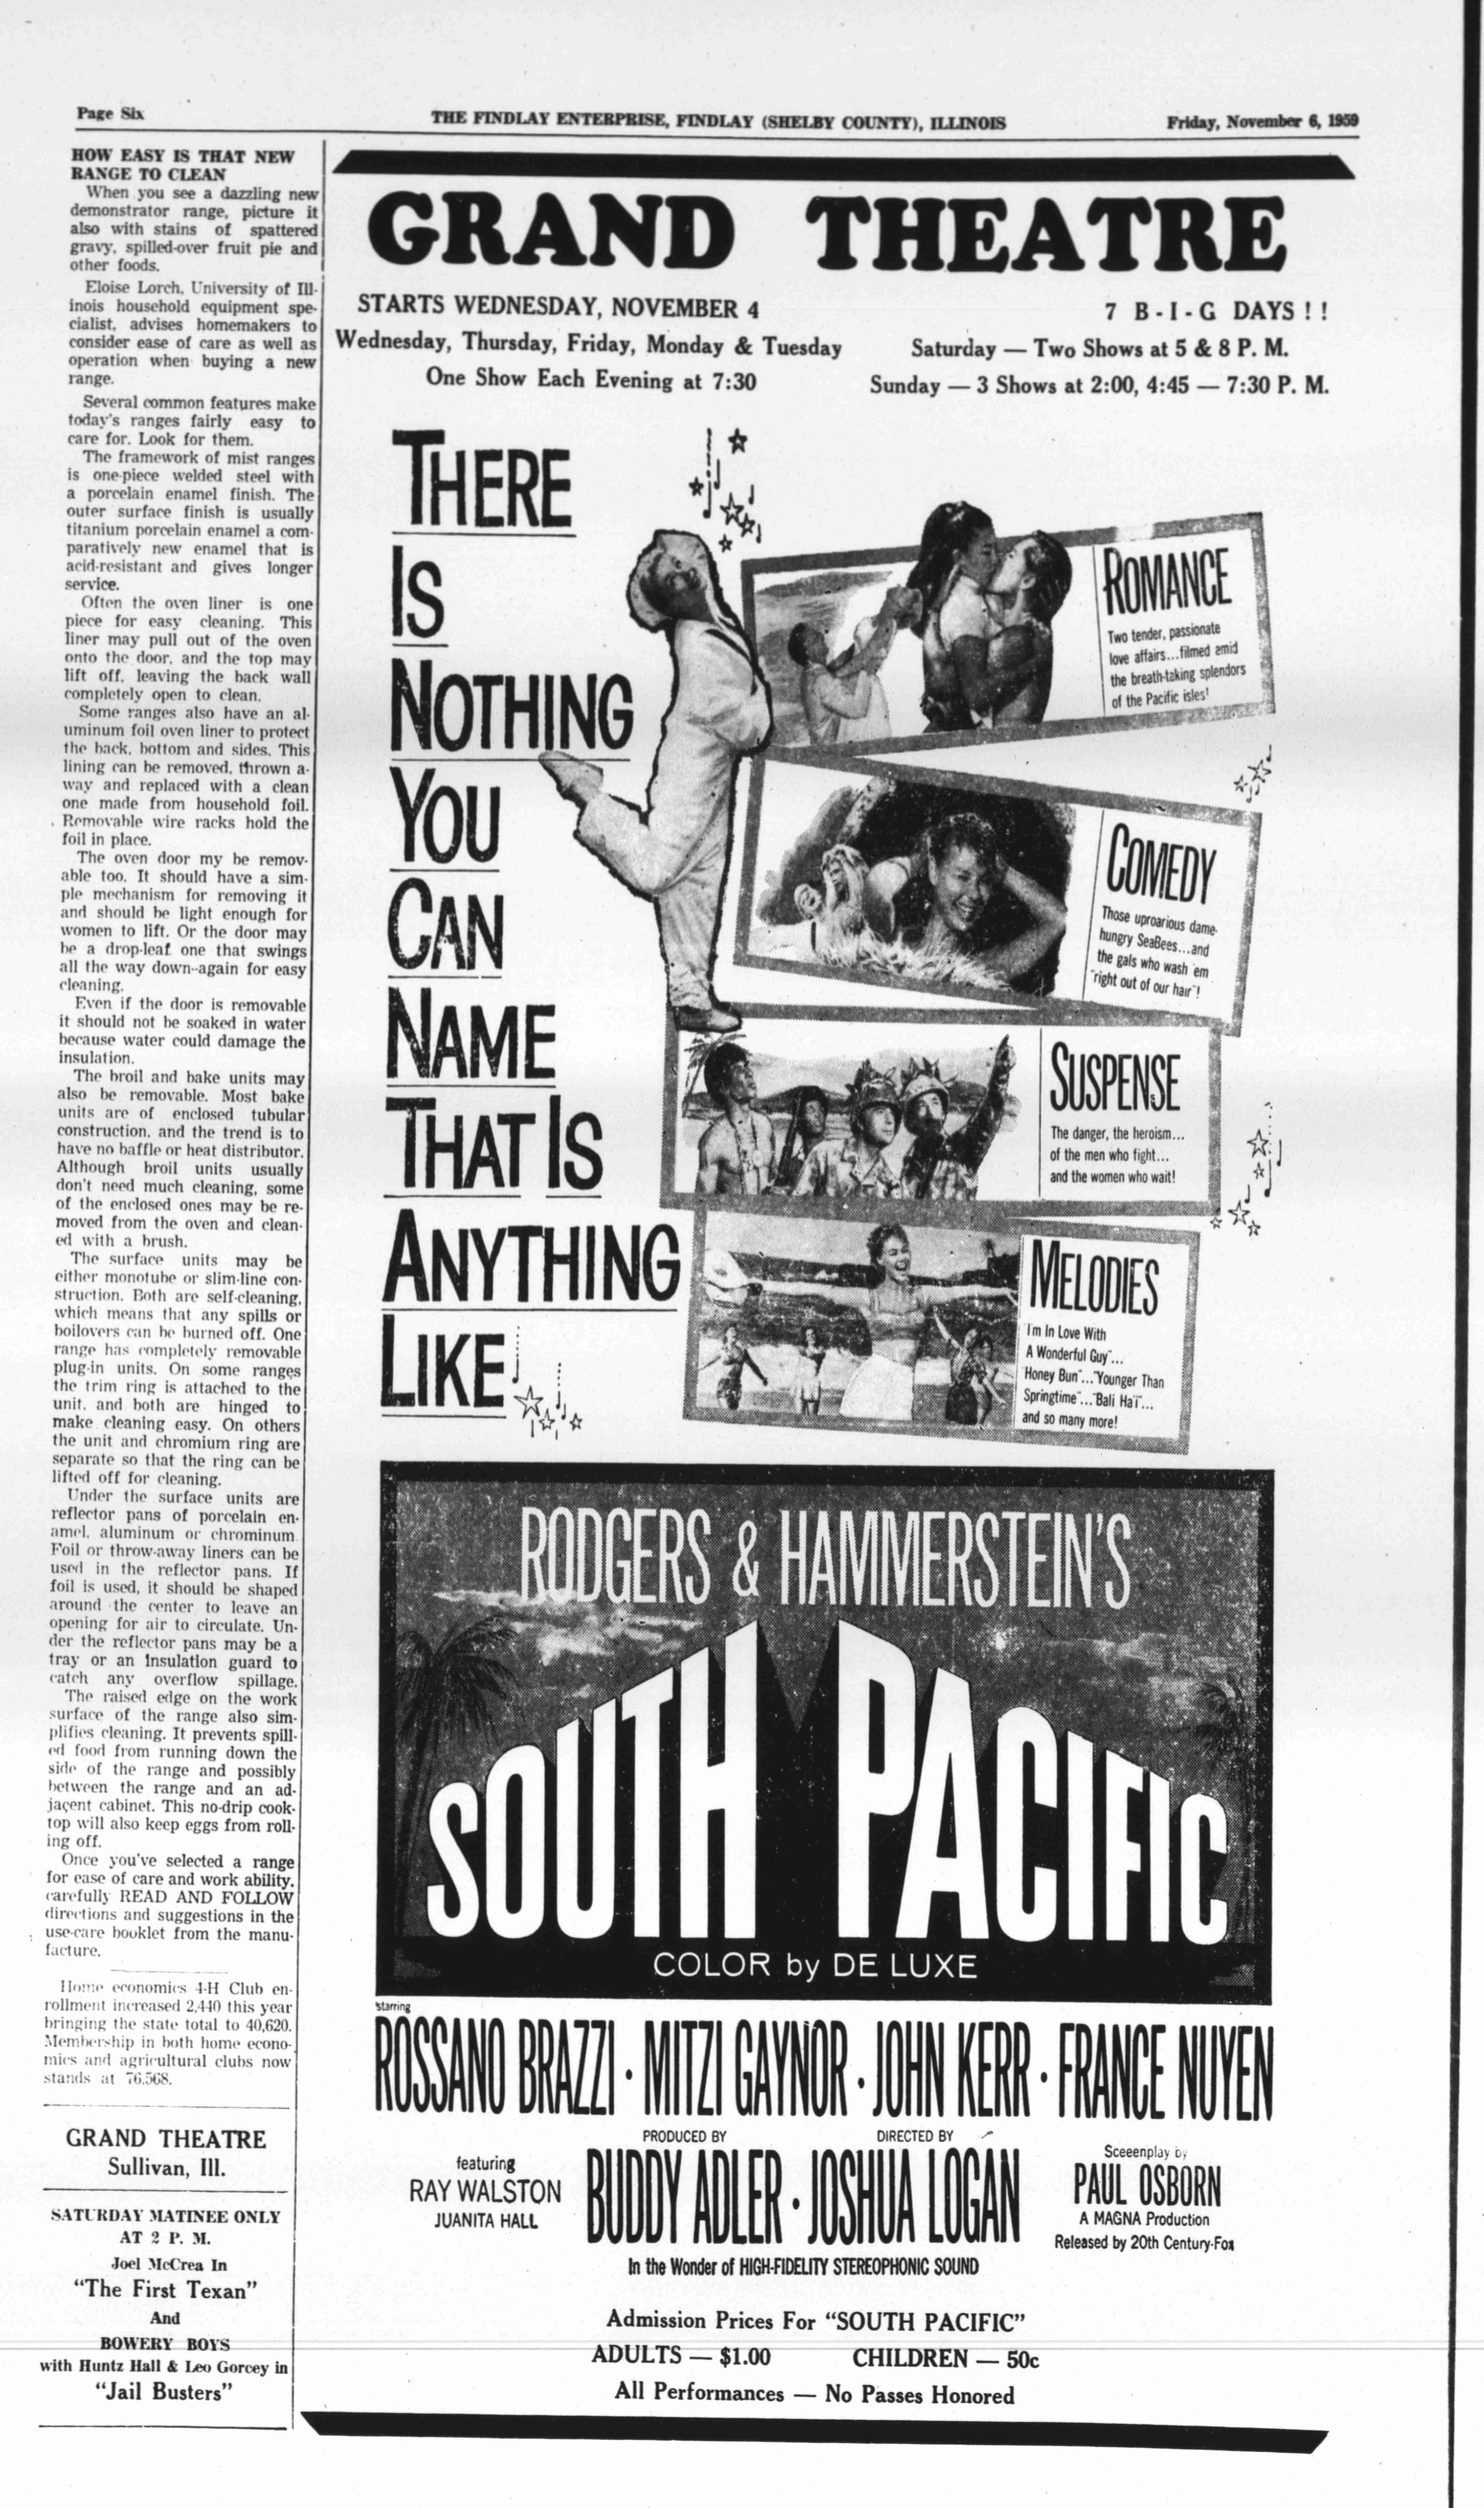 Page Six
THE FINDLAY ENTERPRISE, FINDLAY (SHELBY COUNTY), ILLINOIS
Friday, November 6, 1959
HOW EASY IS THAT NEW
RANGE TO CLEAN
When you see a dazzling new
demonstrator range, picture it
also with stains of spattered
gravy, spilled-over fruit pie and
other foods.
Eloise Lorch, University of Ill-
inois household equipment spe-
cialist, advises homemakers to
consider ease of care as well as
operation when buying a new
range.
Several common features make
today's ranges fairly easy to
care for. Look for them.
The framework of mist ranges
is one-piece welded steel with
a porcelain enamel finish. The
outer surface finish is usually
titanium porcelain enamel a com-
paratively new enamel that is
acid-resistant and gives longer
service.
Often the oven liner is one
piece for easy cleaning. This
liner may pull out of the oven
onto the door, and the top may
lift off, leaving the back wall
completely open to clean.
Some ranges also have an al-
uminum foil oven liner to protect
the back, bottom and sides. This
lining can be removed, thrown a-
way and replaced with a clean
one made from household foil.
Removable wire racks hold the
foil in place.
The oven door my be remov-
able too. It should have a sim-
ple mechanism for removing it
and should be light enough for
women to lift. Or the door may
be a drop-leaf one that swings
all the way down--again for easy
cleaning.
Even if the door is removable
it should not be soaked in water
because water could damage the
insulation.
The broil and bake units may
also be removable. Most bake
units are of enclosed tubular
construction, and the trend is to
have no baffle or heat distributor.
Although broil units usually
don't need much cleaning, some
of the enclosed ones may be re-
moved from the oven and clean-
ed with a brush.
The surface units may be
either monotube or slim-line con-
struction. Both are self-cleaning,
which means that any spills or
boilovers can be burned off. One
range has completely removable
plug-in units. On some ranges
the trim ring is attached to the
unit, and both are hinged to
make cleaning easy. On others
the unit and chromium ring are
separate so that the ring can be
lifted off for cleaning.
Under the surface units are
reflector pans of porcelain en-
amel, aluminum or chrominum.
Foil or throw-away liners can be
used in the reflector pans. If
foil is used, it should be shaped
around the center to leave an
opening for air to circulate. Un-
der the reflector pans may be a
tray or an insulation guard to
catch any overflow spillage.
The raised edge on the work
surface of the range also sim-
plifies cleaning. It prevents spill-
ed food from running down the
side of the range and possibly
between the range and an ad-
jacent cabinet. This no-drip cook-
top will also keep eggs from roll-
ing off.
Once you've selected a range
for ease of care and work ability,
carefully READ AND FOLLOW
directions and suggestions in the
use-care booklet from the manu-
facture.
Home economics 4-H Club en-
rollment increased 2,440 this year
bringing the state total to 40,620.
Membership in both home econo-
mics and agricultural clubs now
stands at 76,568.
GRAND THEATRE
Sullivan, Ill.
SATURDAY MATINEE ONLY
AT 2 P. M.
Joel McCrea In
"The First Texan"
And
BOWERY BOYS
with Huntz Hall & Leo Gorcey in
"Jail Busters"
GRAND THEATRE
STARTS WEDNESDAY, NOVEMBER 4
7 B-I-G DAYS !!
Wednesday, Thursday, Friday, Monday & Tuesday
One Show Each Evening at 7:30
Saturday — Two Shows at 5 & 8 P. M.
Sunday — 3 Shows at 2:00, 4:45 — 7:30 P. M.
THERE
IS
NOTHING
YOU
CAN
NAME
THAT IS
ANYTHING
LIKE
ROMANCE
Two tender, passionate
love affairs...filmed amid
the breath-taking splendors
of the Pacific isles!
COMEDY
Those uproarious dame-
hungry SeaBees...and
the gals who wash 'em
"right out of our hair"!
SUSPENSE
The danger, the heroism...
of the men who fight...
and the women who wait!
MELODIES
"I'm In Love With
A Wonderful Guy"...
"Honey Bun"..."Younger Than
Springtime"..."Bali Ha'i"...
and so many more!
RODGERS & HAMMERSTEIN'S
SOUTH PACIFIC
COLOR by DE LUXE
starring
ROSSANO BRAZZI · MITZI GAYNOR · JOHN KERR · FRANCE NUYEN
featuring
RAY WALSTON
JUANITA HALL
PRODUCED BY
DIRECTED BY
BUDDY ADLER · JOSHUA LOGAN
Sceeenplay by
PAUL OSBORN
A MAGNA Production
Released by 20th Century-Fox
In the Wonder of HIGH-FIDELITY STEREOPHONIC SOUND
Admission Prices For "SOUTH PACIFIC"
ADULTS — $1.00 CHILDREN — 50c
All Performances — No Passes Honored